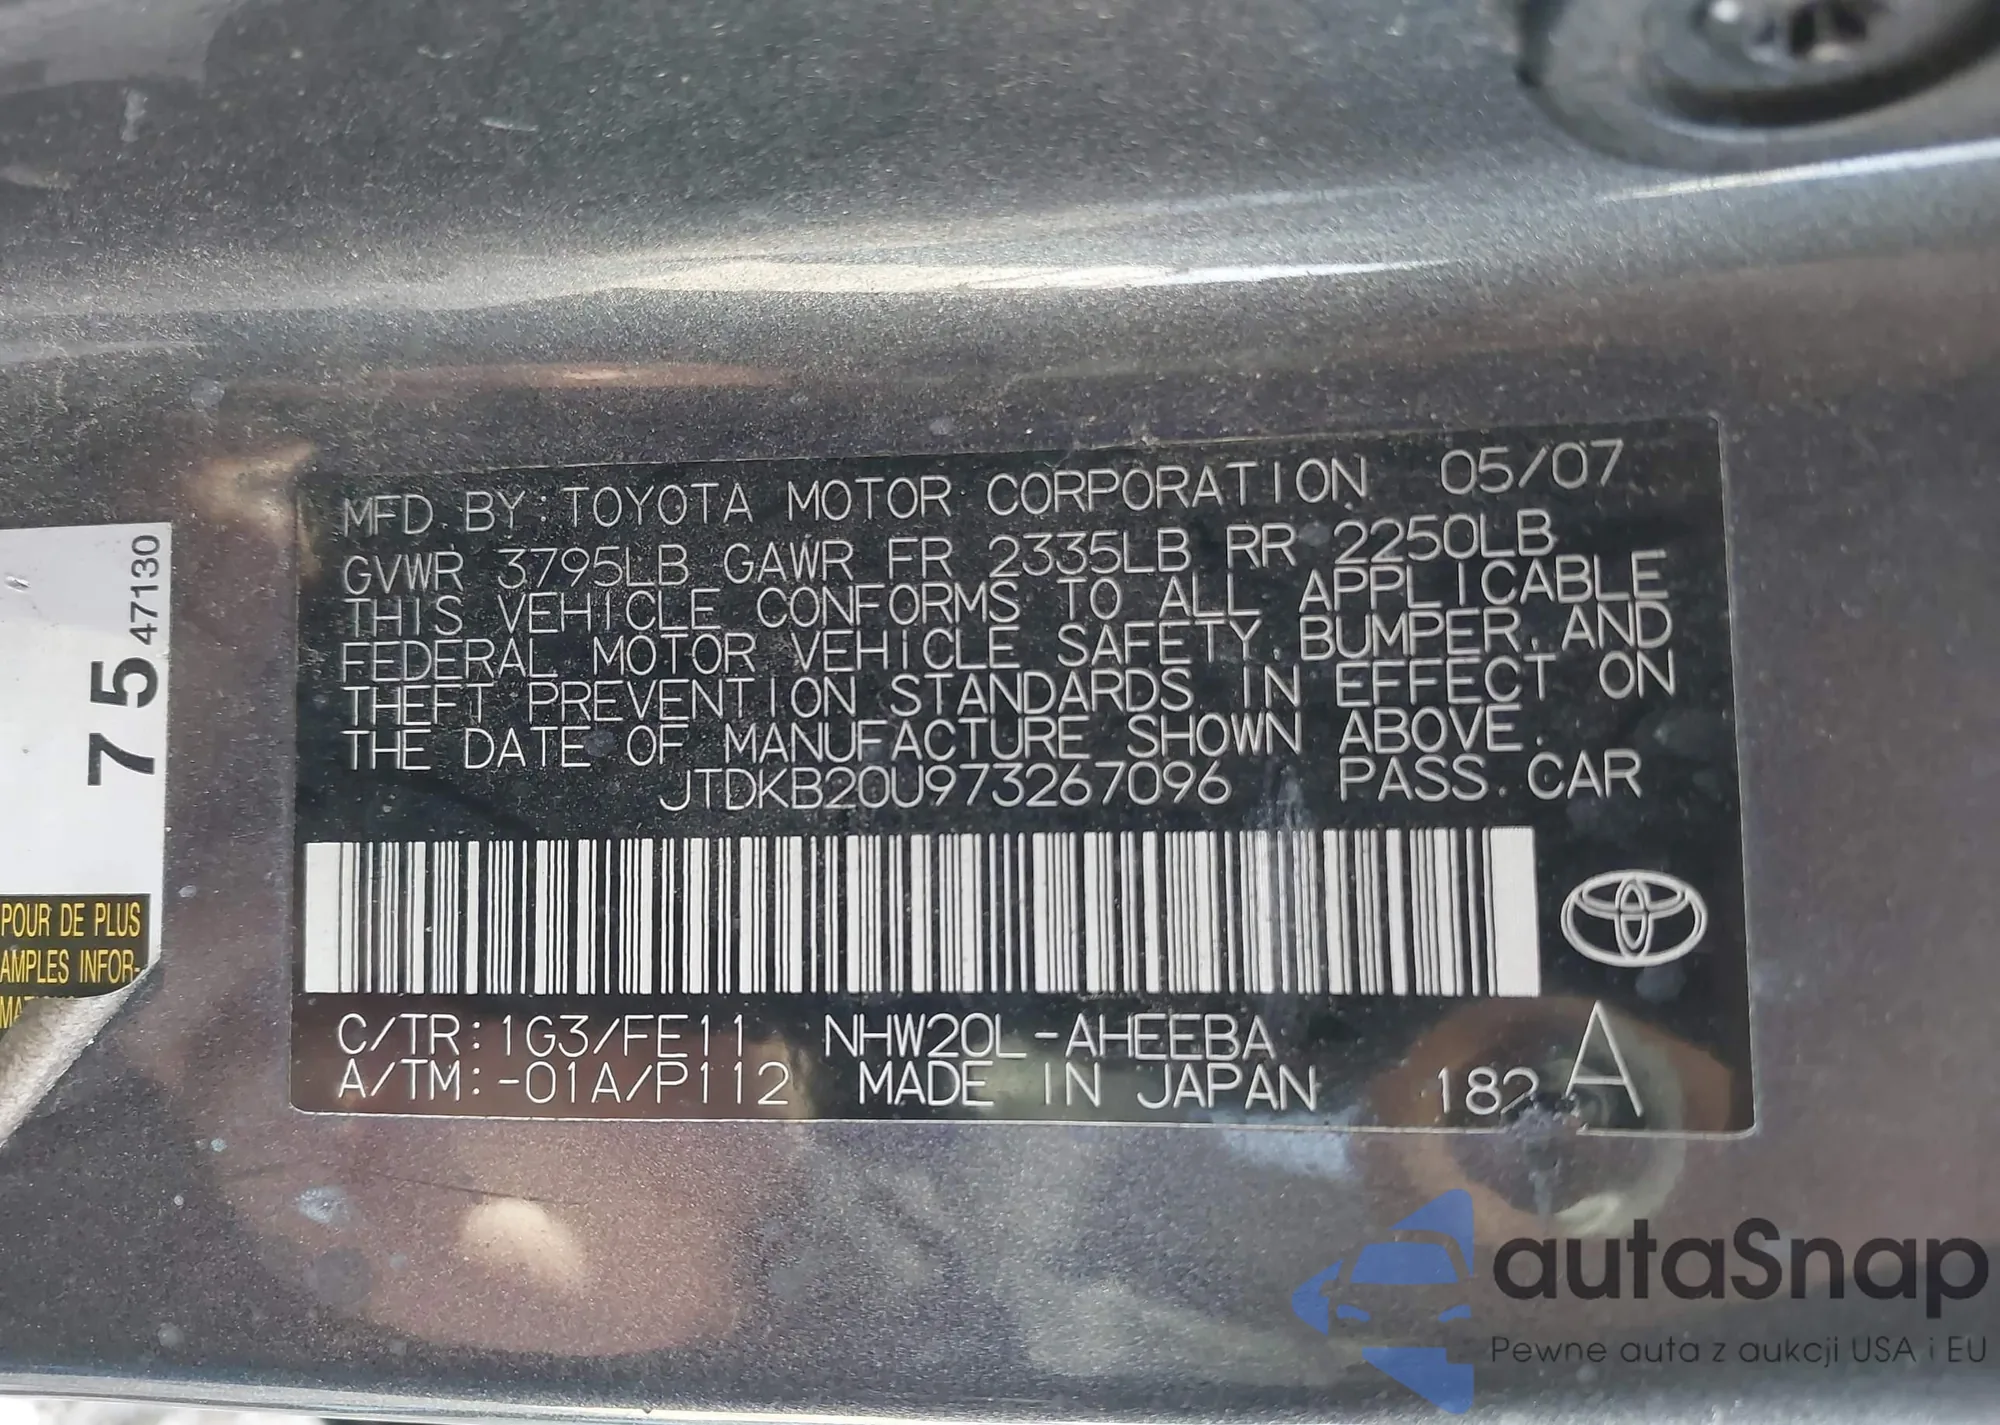 MFD. BY: TOYOTA MOTOR CORPORATION 05/07
GVWR 3795LB GAWR FR 2335LB RR 2250LB
THIS VEHICLE CONFORMS TO ALL APPLICABLE
FEDERAL MOTOR VEHICLE SAFETY, BUMPER, AND
THEFT PREVENTION STANDARDS IN EFFECT ON
THE DATE OF MANUFACTURE SHOWN ABOVE.
JTDKB20U973267096 PASS. CAR
C/TR: 1G3/FE11 NHW20L-AHEEBA
A/TM: -01A/P112 MADE IN JAPAN 182 A
75 47130
POUR DE PLUS
AMPLES INFOR-
autaSnap
Pewne auta z aukcji USA i EU